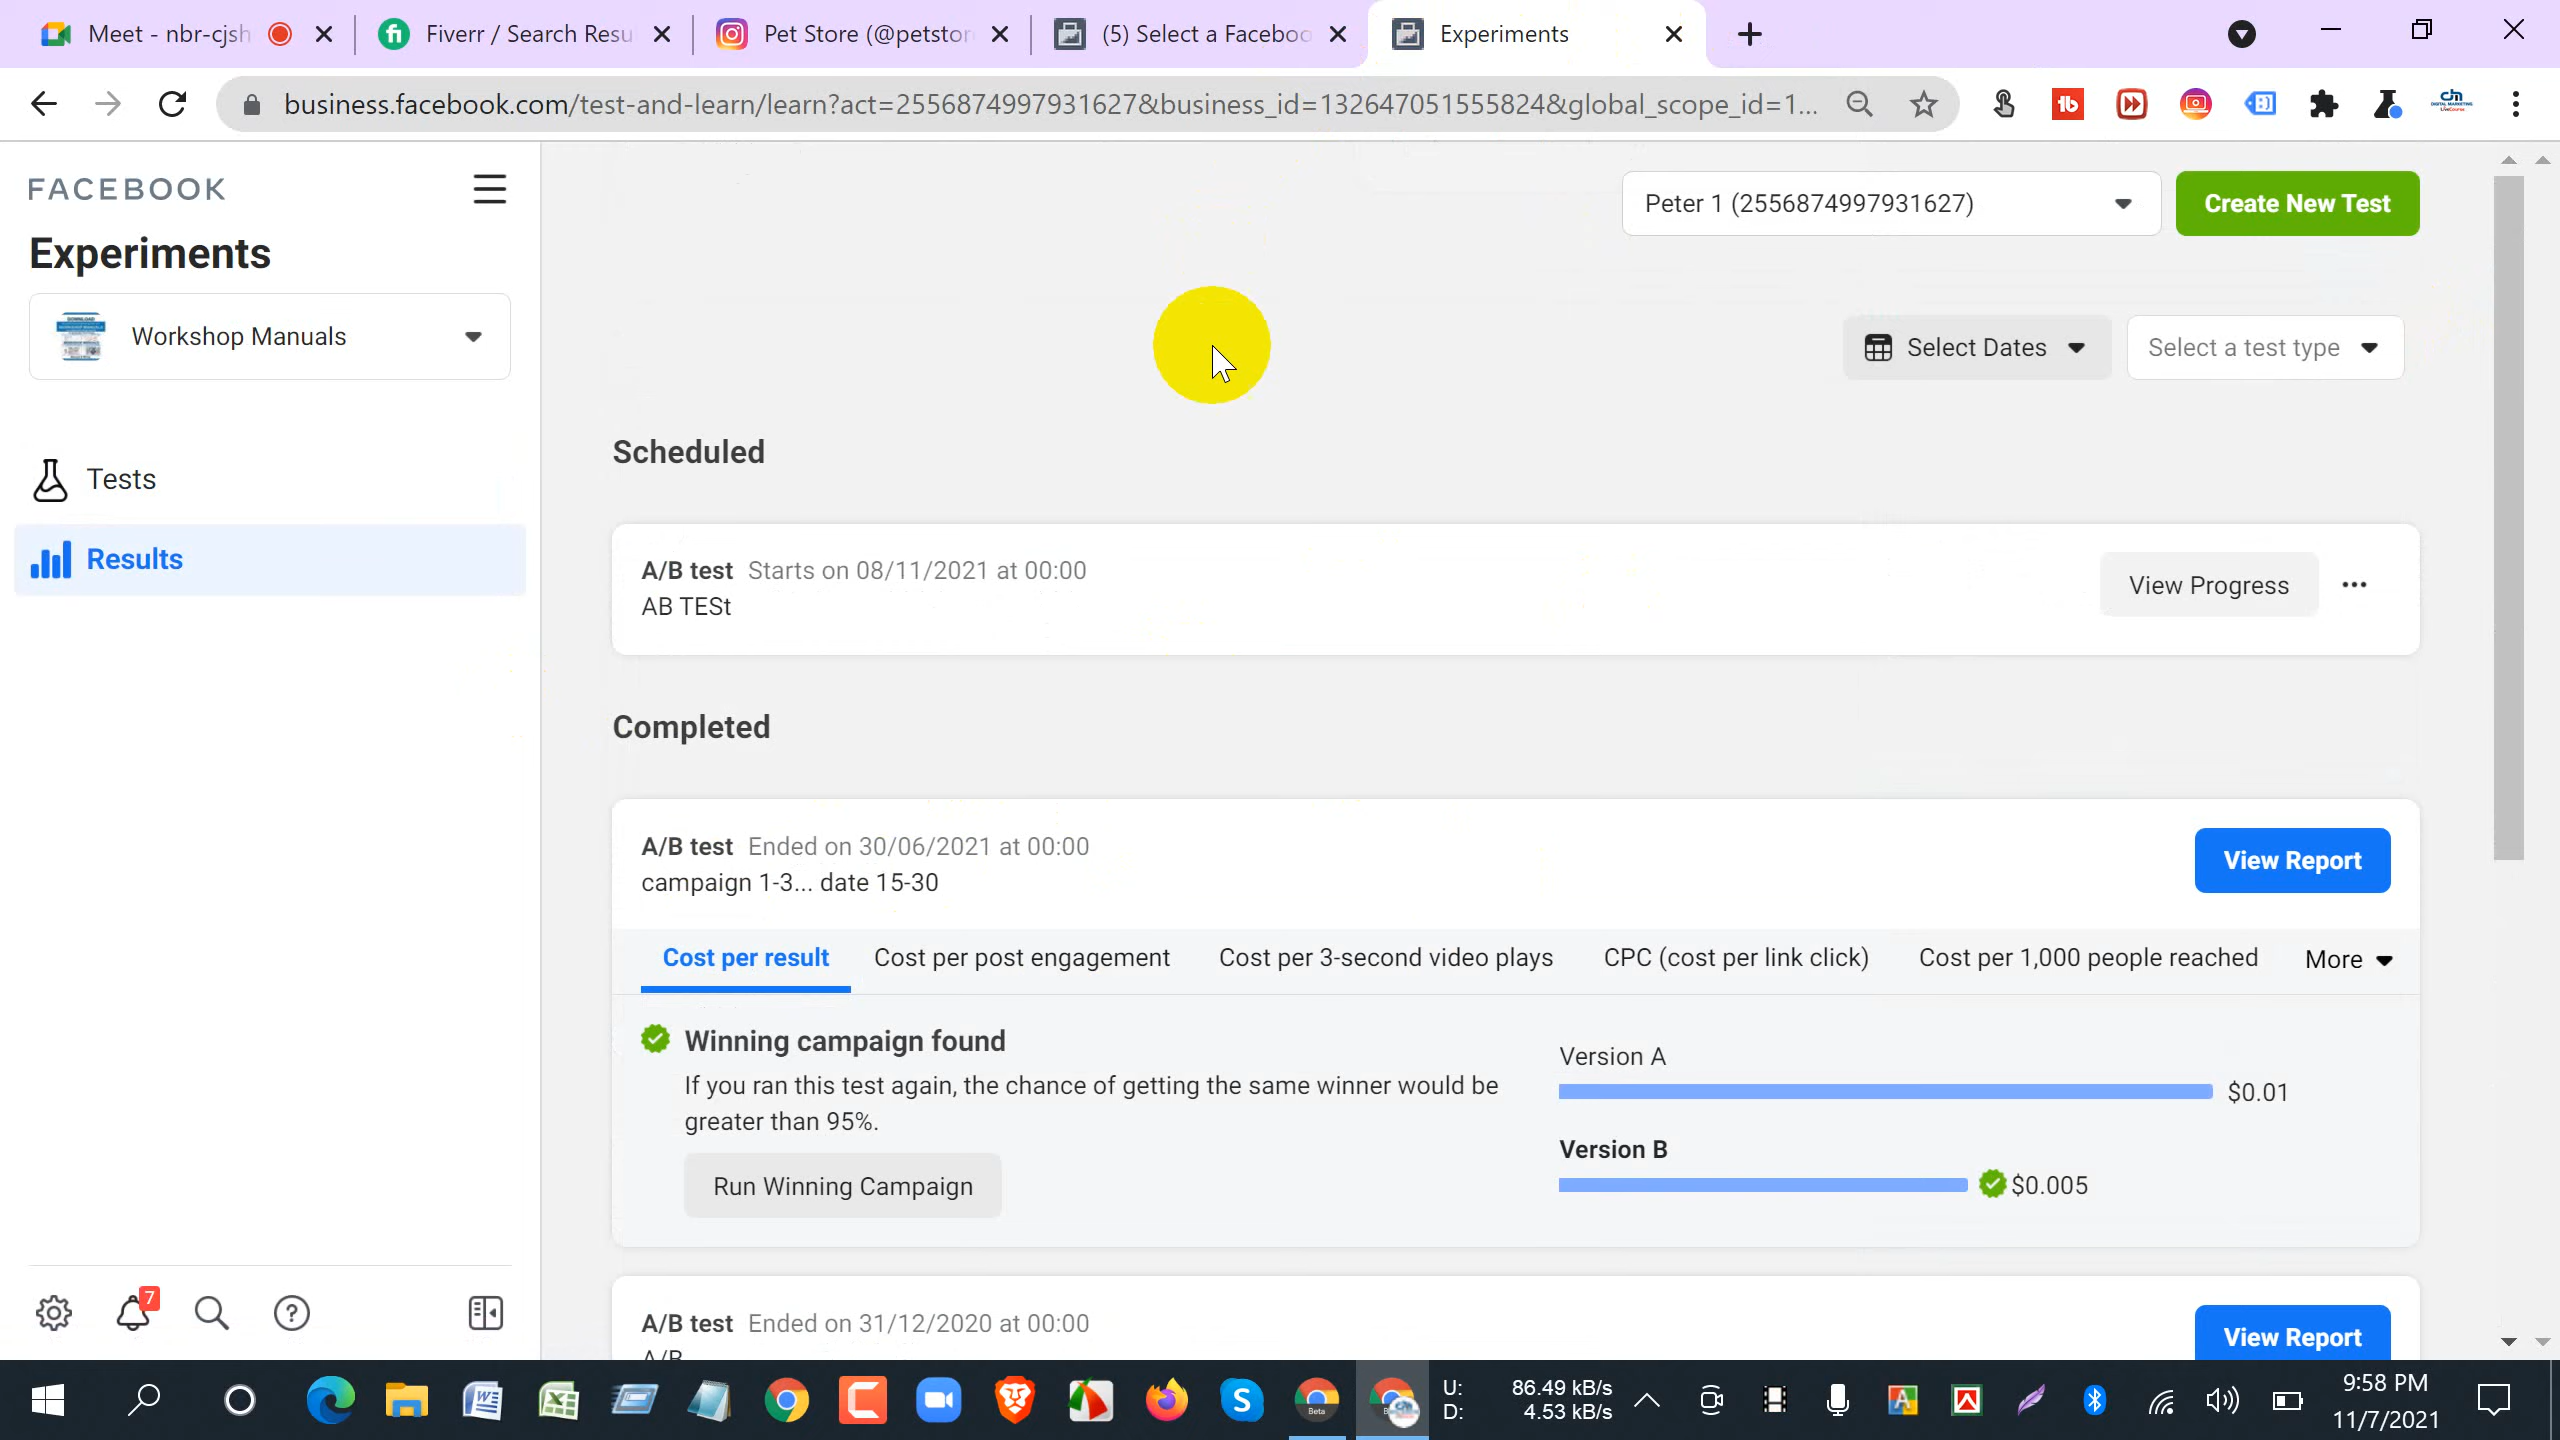 Meet - nbr-cjsh
Fiverr / Search Resu
Pet Store (@petstor
(5) Select a Faceboo
Experiments
business.facebook.com/test-and-learn/learn?act=2556874997931627&business_id=132647051555824&global_scope_id=1...
FACEBOOK
Experiments
Workshop Manuals
Tests
Results
7
Peter 1 (2556874997931627)
Create New Test
Select Dates
Select a test type
Scheduled
A/B test Starts on 08/11/2021 at 00:00
AB TESt
View Progress
Completed
A/B test Ended on 30/06/2021 at 00:00
campaign 1-3... date 15-30
View Report
Cost per result
Cost per post engagement
Cost per 3-second video plays
CPC (cost per link click)
Cost per 1,000 people reached
More
Winning campaign found
If you ran this test again, the chance of getting the same winner would be
greater than 95%.
Run Winning Campaign
Version A
$0.01
Version B
$0.005
A/B test Ended on 31/12/2020 at 00:00
A/B
View Report
U: 86.49 kB/s
D: 4.53 kB/s
9:58 PM
11/7/2021